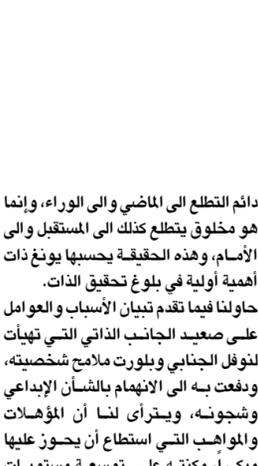 دائم التطلع الى الماضي والى الوراء، وإنما
هو مخلوق يتطلع كذلك الى المستقبل والى
الأمام، وهذه الحقيقة يحسبها يونغ ذات
أهمية أولية في بلوغ تحقيق الذات.
حاولنا فيما تقدم تبيان الأسباب والعوامل
على صعيد الجانب الذاتي التي تهيأت
لنوفل الجنابي وبلورت ملامح شخصيته،
ودفعت به الى الانهمام بالشأن الإبداعي
وشجونه، ويتراءى لنا أن المؤهلات
والمواهب التي استطاع أن يحوز عليها